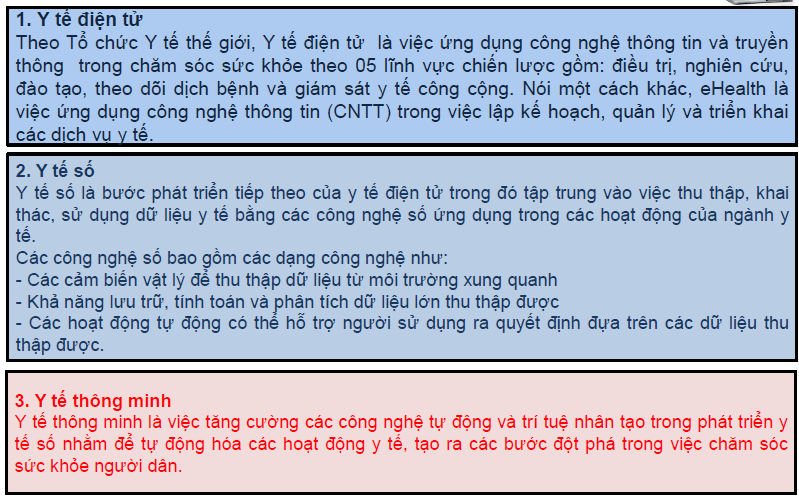 1. Y tế điện tử
Theo Tổ chức Y tế thế giới, Y tế điện tử là việc ứng dụng công nghệ thông tin và truyền
thông trong chăm sóc sức khỏe theo 05 lĩnh vực chiến lược gồm: điều trị, nghiên cứu,
đào tạo, theo dõi dịch bệnh và giám sát y tế công cộng. Nói một cách khác, eHealth là
việc ứng dụng công nghệ thông tin (CNTT) trong việc lập kế hoạch, quản lý và triển khai
các dịch vụ y tế.
2. Y tế số
Y tế số là bước phát triển tiếp theo của y tế điện tử trong đó tập trung vào việc thu thập, khai
thác, sử dụng dữ liệu y tế bằng các công nghệ số ứng dụng trong các hoạt động của ngành y
tế.
Các công nghệ số bao gồm các dạng công nghệ như:
- Các cảm biến vật lý để thu thập dữ liệu từ môi trường xung quanh
- Khả năng lưu trữ, tính toán và phân tích dữ liệu lớn thu thập được
- Các hoạt động tự động có thể hỗ trợ người sử dụng ra quyết định đựa trên các dữ liệu thu
thập được.
3. Y tế thông minh
Y tế thông minh là việc tăng cường các công nghệ tự động và trí tuệ nhân tạo trong phát triển y
tế số nhằm để tự động hóa các hoạt động y tế, tạo ra các bước đột phá trong việc chăm sóc
sức khỏe người dân.